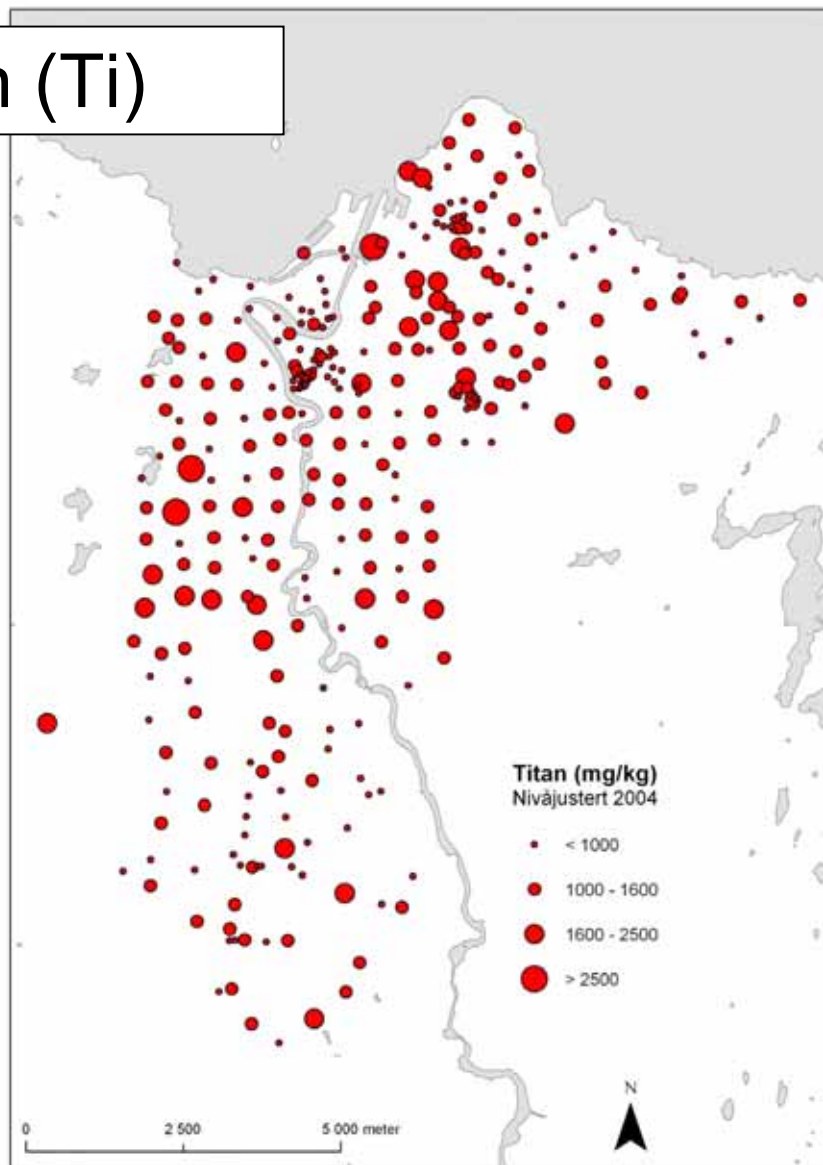 (Ti)
Titan (mg/kg)
Nivåjustert 2004
< 1000
1000 - 1600
1600 - 2500
> 2500
N
0 2 500 5 000 meter